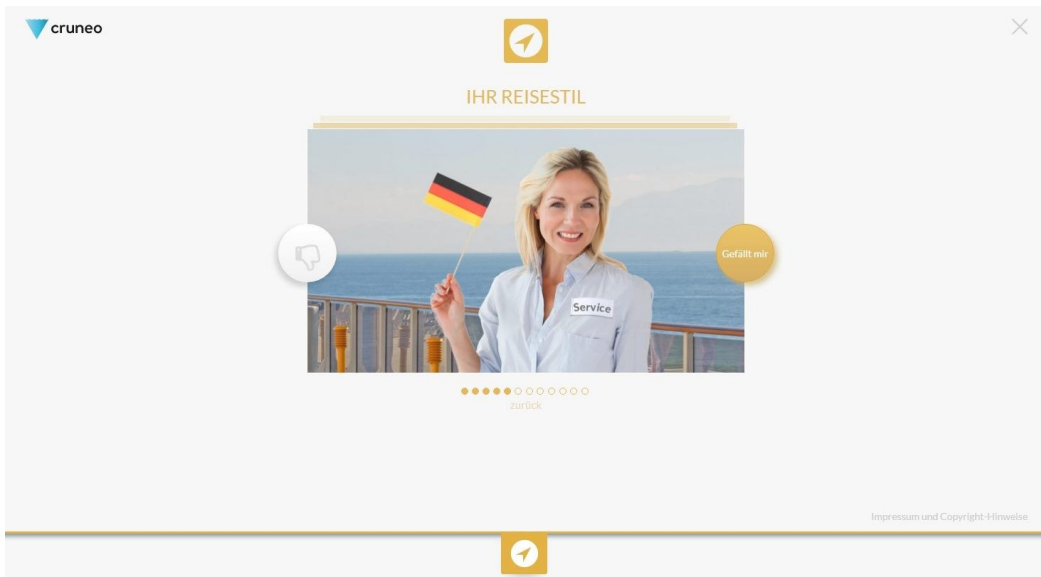 cruneo
IHR REISESTIL
Gefällt mir
Service
zurück
Impressum und Copyright-Hinweise